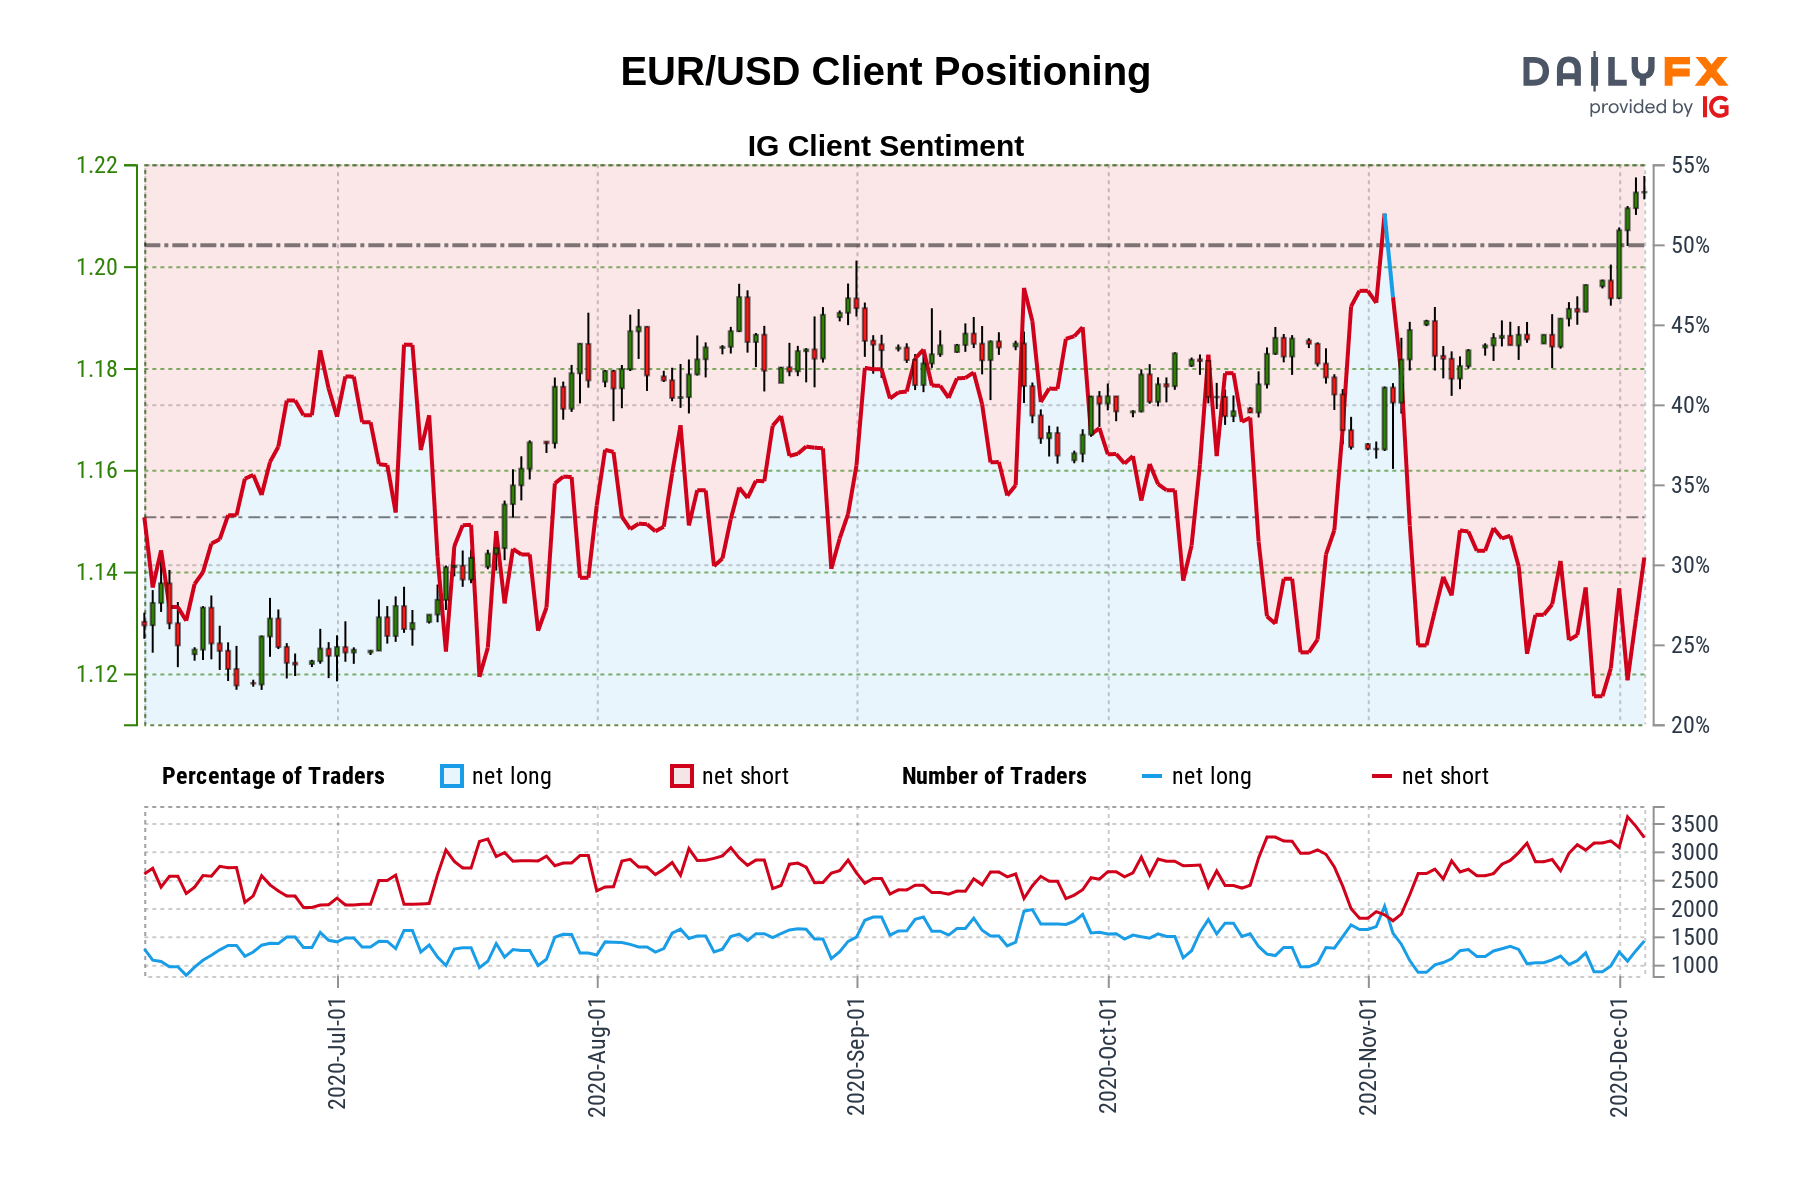 EUR/USD Client Positioning
DAILYFX
provided by IG
IG Client Sentiment
1.22
1.20
1.18
1.16
1.14
1.12
55%
50%
45%
40%
35%
30%
25%
20%
Percentage of Traders net long net short Number of Traders net long net short
3500
3000
2500
2000
1500
1000
2020-Jul-01
2020-Aug-01
2020-Sep-01
2020-Oct-01
2020-Nov-01
2020-Dec-01